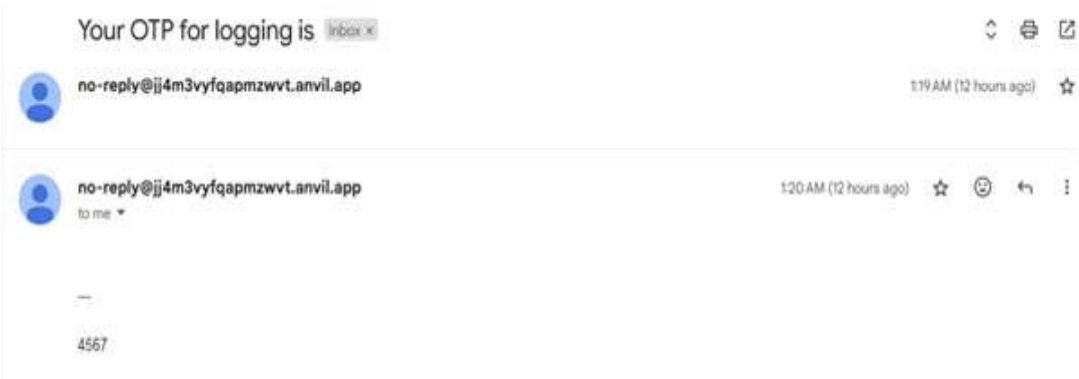 Your OTP for logging is Inbox ×
no-reply@jj4m3vyfqapmzwvt.anvil.app 1:19 AM (12 hours ago)
no-reply@jj4m3vyfqapmzwvt.anvil.app 1:20 AM (12 hours ago)
to me
—
4567